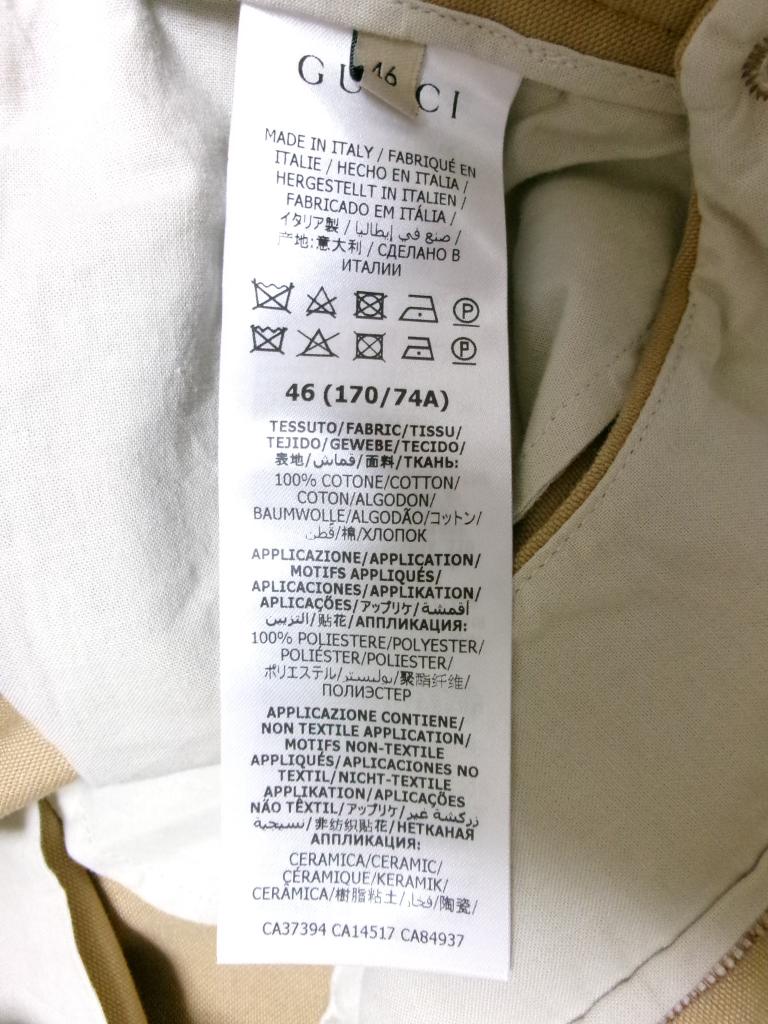 GU CI
46
MADE IN ITALY / FABRIQUÉ EN
ITALIE / HECHO EN ITALIA /
HERGESTELLT IN ITALIEN /
FABRICADO EM ITÁLIA /
イタリア製 / صنع في إيطاليا /
产地:意大利 / СДЕЛАНО В
ИТАЛИИ
P
P
46 (170/74A)
TESSUTO/FABRIC/TISSU/
TEJIDO/GEWEBE/TECIDO/
表地/قماش/面料/ТКАНЬ:
100% COTONE/COTTON/
COTON/ALGODON/
BAUMWOLLE/ALGODÃO/コットン/
قطن/棉/ХЛОПОК
APPLICAZIONE/APPLICATION/
MOTIFS APPLIQUÉS/
APLICACIONES/APPLIKATION/
APLICAÇÕES/アップリケ/أقمشة
التزيين/贴花/АППЛИКАЦИЯ:
100% POLIESTERE/POLYESTER/
POLIÉSTER/POLIESTER/
ポリエステル/بوليستر/聚酯纤维/
ПОЛИЭСТЕР
APPLICAZIONE CONTIENE/
NON TEXTILE APPLICATION/
MOTIFS NON-TEXTILE
APPLIQUÉS/APLICACIONES NO
TEXTIL/NICHT-TEXTILE
APPLIKATION/APLICAÇÕES
NÃO TÊXTIL/アップリケ/زركشة غير
نسيجية/非纺织贴花/НЕТКАНАЯ
АППЛИКАЦИЯ:
CERAMICA/CERAMIC/
CÉRAMIQUE/KERAMIK/
CERÂMICA/樹脂粘土/فخار/陶瓷/
CA37394 CA14517 CA84937